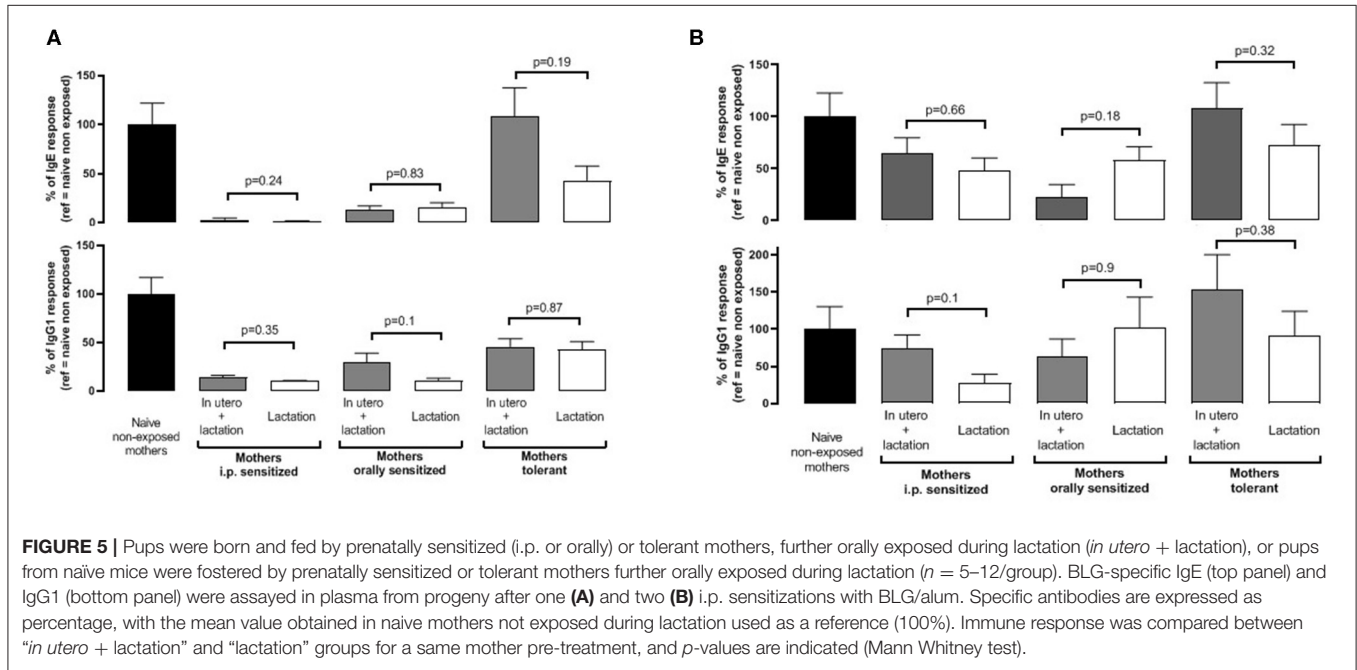 A
% of IgE response
(ref = naive non exposed)
150
100
50
0
p=0.24
p=0.83
p=0.19
% of IgG1 response
(ref = naive non exposed)
150
100
50
0
p=0.35
p=0.1
p=0.87
Naive
non-exposed
mothers
In utero
+
lactation
Lactation
In utero
+
lactation
Lactation
In utero
+
lactation
Lactation
Mothers
i.p. sensitized
Mothers
orally sensitized
Mothers
tolerant
B
% of IgE response
(ref = naive non exposed)
150
100
50
0
p=0.66
p=0.18
p=0.32
% of IgG1 response
(ref = naive non exposed)
200
150
100
50
0
p=0.1
p=0.9
p=0.38
Naive
non-exposed
mothers
In utero
+
lactation
Lactation
In utero
+
lactation
Lactation
In utero
+
lactation
Lactation
Mothers
i.p. sensitized
Mothers
orally sensitized
Mothers
tolerant
FIGURE 5 | Pups were born and fed by prenatally sensitized (i.p. or orally) or tolerant mothers, further orally exposed during lactation (in utero + lactation), or pups
from naïve mice were fostered by prenatally sensitized or tolerant mothers further orally exposed during lactation (n = 5–12/group). BLG-specific IgE (top panel) and
IgG1 (bottom panel) were assayed in plasma from progeny after one (A) and two (B) i.p. sensitizations with BLG/alum. Specific antibodies are expressed as
percentage, with the mean value obtained in naive mothers not exposed during lactation used as a reference (100%). Immune response was compared between
“in utero + lactation” and “lactation” groups for a same mother pre-treatment, and p-values are indicated (Mann Whitney test).